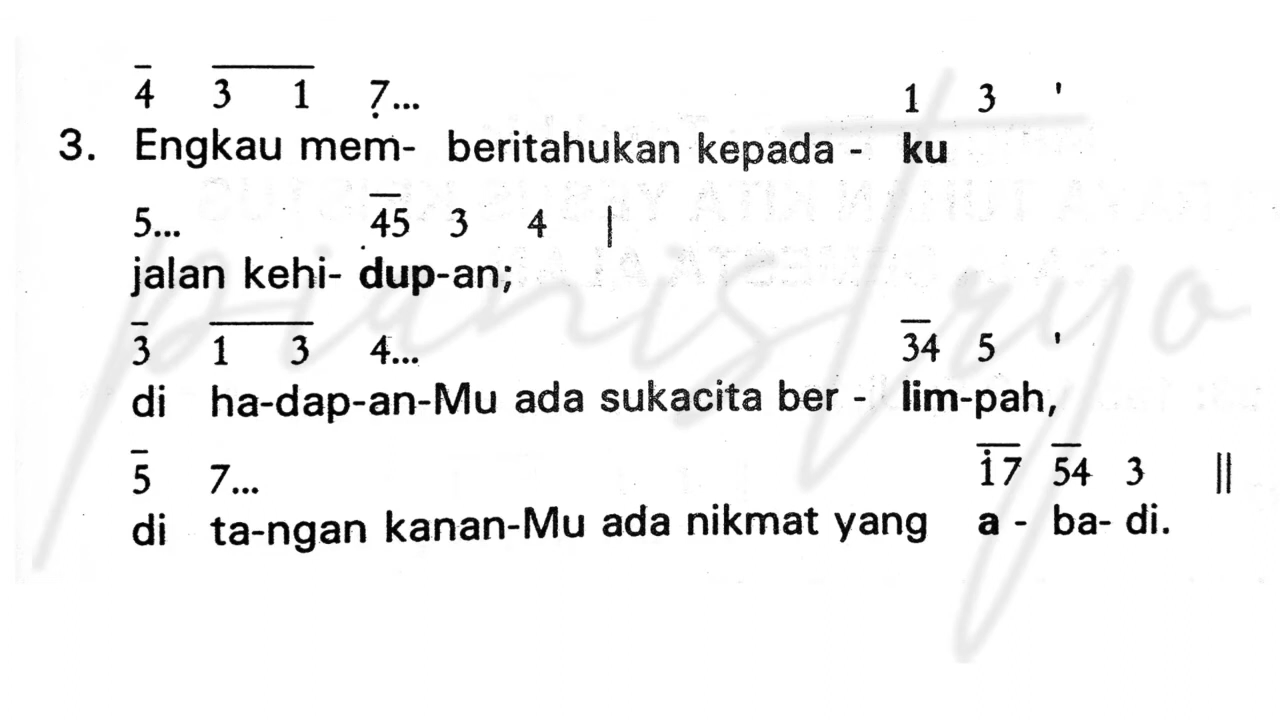 4 3 1 7... 1 3 '
3. Engkau mem- beritahukan kepada - ku
5... 45 3 4 |
jalan kehi- dup-an;
3 1 3 4... 34 5 '
di ha-dap-an-Mu ada sukacita ber - lim-pah,
5 7... i7 54 3 ||
di ta-ngan kanan-Mu ada nikmat yang a - ba- di.